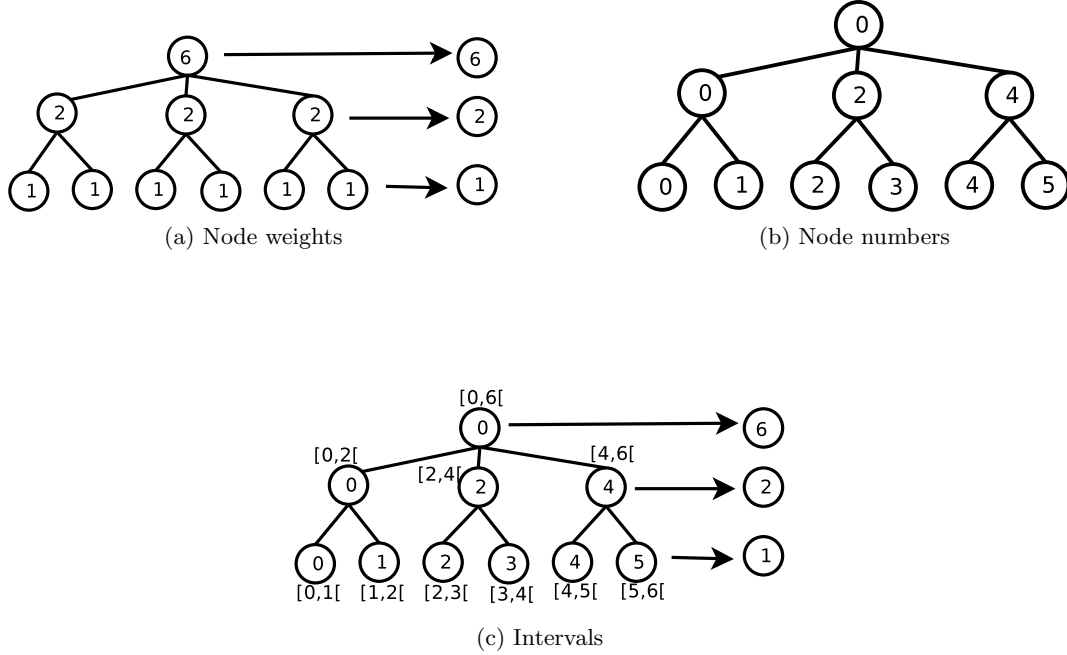 6 6
2 2 2 2
1 1 1 1 1 1 1
(a) Node weights
0
0 2 4
0 1 2 3 4 5
(b) Node numbers
[0,6[
0 6
[0,2[ [2,4[ [4,6[
0 2 4 2
0 1 2 3 4 5 1
[0,1[ [1,2[ [2,3[ [3,4[ [4,5[ [5,6[
(c) Intervals